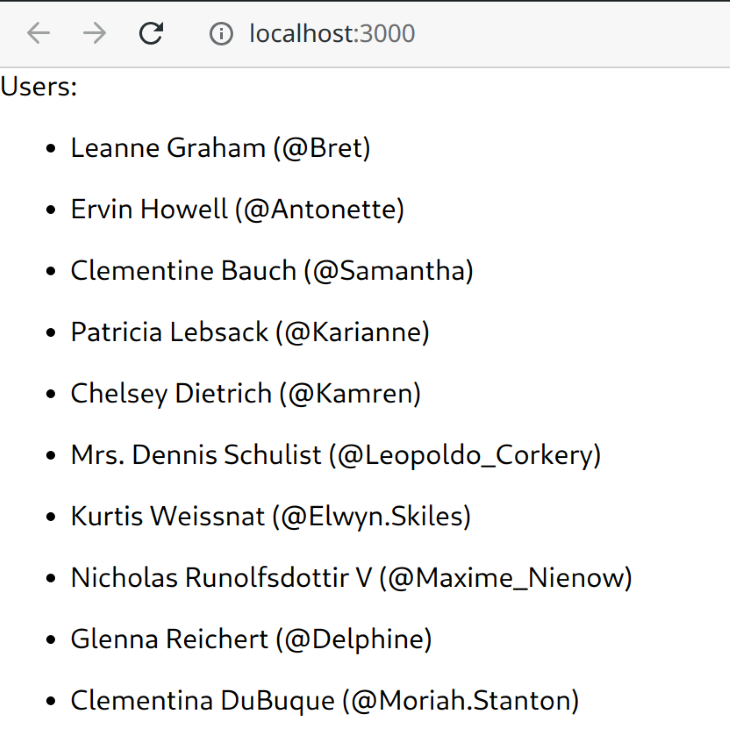 localhost:3000
Users:
Leanne Graham (@Bret)
Ervin Howell (@Antonette)
Clementine Bauch (@Samantha)
Patricia Lebsack (@Karianne)
Chelsey Dietrich (@Kamren)
Mrs. Dennis Schulist (@Leopoldo_Corkery)
Kurtis Weissnat (@Elwyn.Skiles)
Nicholas Runolfsdottir V (@Maxime_Nienow)
Glenna Reichert (@Delphine)
Clementina DuBuque (@Moriah.Stanton)